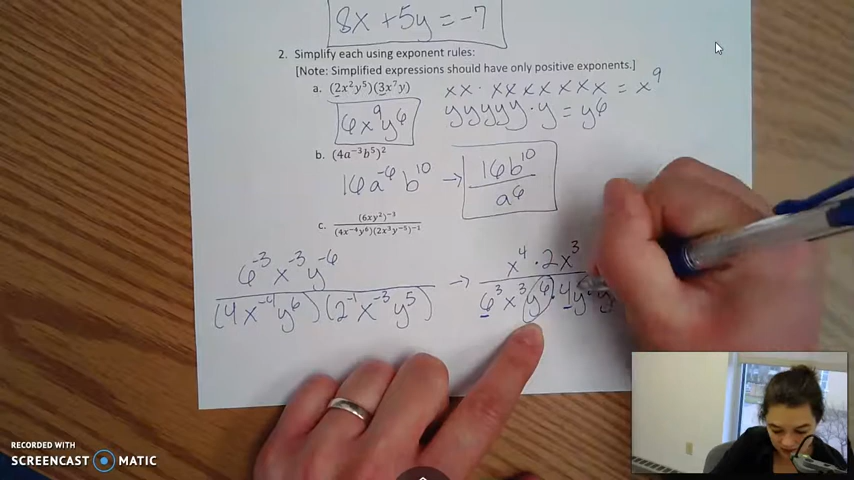 8x + 5y = -7
2. Simplify each using exponent rules:
[Note: Simplified expressions should have only positive exponents.]
a. (2x²y⁵)(3x⁷y) xx · xxxxxxx = x⁹
6x⁹y⁶ yyyyy · y = y⁶
b. (4a⁻³b⁵)²
16a⁻⁶b¹⁰ → 16b¹⁰/a⁶
c. (6xy²)⁻³/(4x⁻⁴y⁶)(2x³y⁻⁵)⁻¹
6⁻³x⁻³y⁻⁶/(4x⁻⁴y⁶)(2⁻¹x⁻³y⁵) → x⁴ · 2x³/6³x³y⁶ · 4y
RECORDED WITH
SCREENCAST MATIC